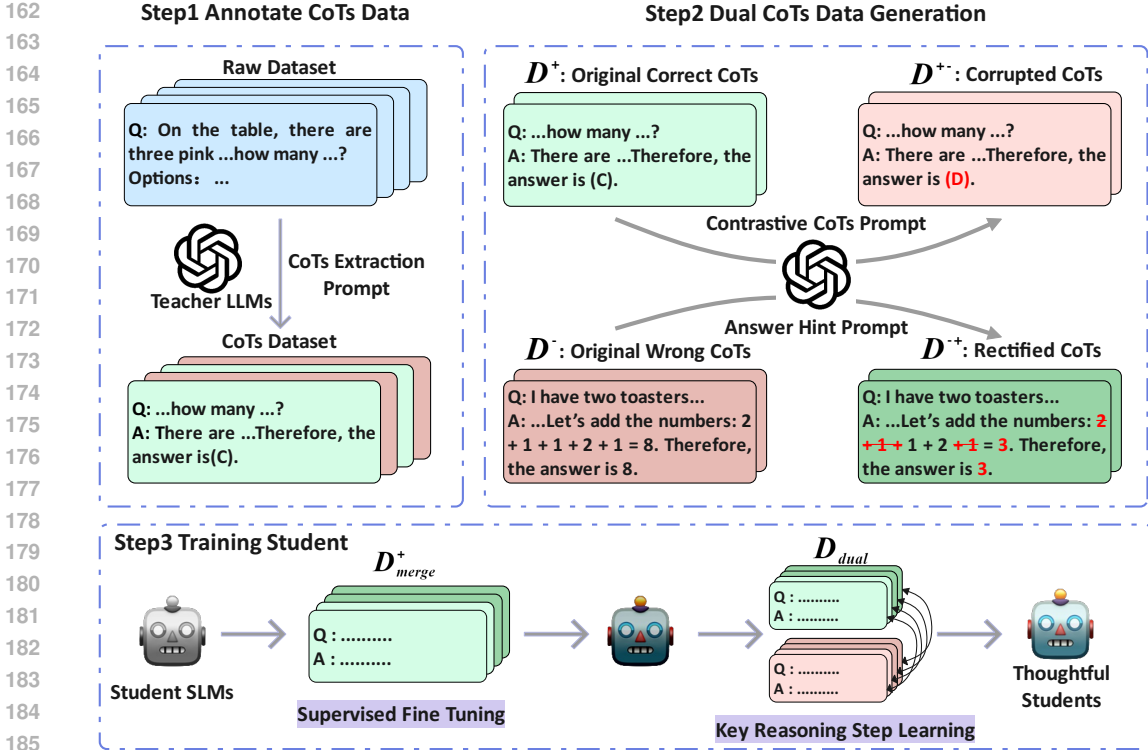 162
163
164
165
166
167
168
169
170
171
172
173
174
175
176
177
178
179
180
181
182
183
184
185
Step1 Annotate CoTs Data
Raw Dataset
Q: On the table, there are
three pink ...how many ...?
Options: ...
Teacher LLMs
CoTs Extraction
Prompt
CoTs Dataset
Q: ...how many ...?
A: There are ...Therefore, the
answer is(C).
Step2 Dual CoTs Data Generation
D⁺: Original Correct CoTs
Q: ...how many ...?
A: There are ...Therefore, the
answer is (C).
D⁺⁻: Corrupted CoTs
Q: ...how many ...?
A: There are ...Therefore, the
answer is (D).
Contrastive CoTs Prompt
Answer Hint Prompt
D⁻: Original Wrong CoTs
Q: I have two toasters...
A: ...Let's add the numbers: 2
+ 1 + 1 + 2 + 1 = 8. Therefore,
the answer is 8.
D⁻⁺: Rectified CoTs
Q: I have two toasters...
A: ...Let's add the numbers: 2
+ 1 + 1 + 2 + 1 = 3. Therefore,
the answer is 3.
Step3 Training Student
Student SLMs
D⁺merge
Q : ..........
A : ..........
Supervised Fine Tuning
Ddual
Q : ..........
A : ..........
Q : ..........
A : ..........
Key Reasoning Step Learning
Thoughtful
Students